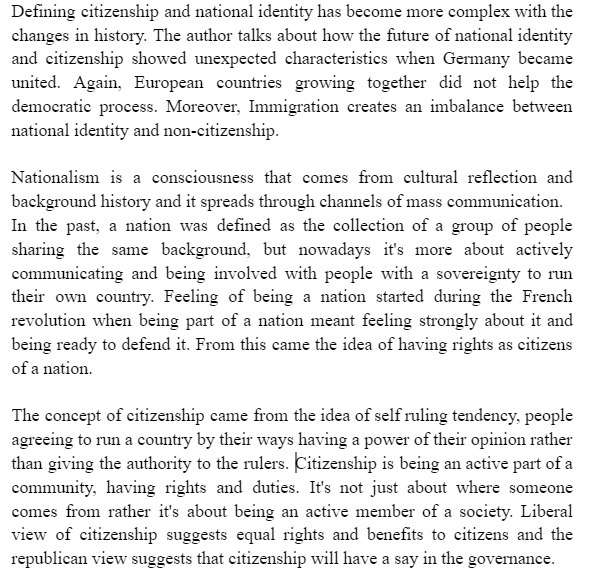 Defining citizenship and national identity has become more complex with the
changes in history. The author talks about how the future of national identity
and citizenship showed unexpected characteristics when Germany became
united. Again, European countries growing together did not help the
democratic process. Moreover, Immigration creates an imbalance between
national identity and non-citizenship.
Nationalism is a consciousness that comes from cultural reflection and
background history and it spreads through channels of mass communication.
In the past, a nation was defined as the collection of a group of people
sharing the same background, but nowadays it's more about actively
communicating and being involved with people with a sovereignty to run
their own country. Feeling of being a nation started during the French
revolution when being part of a nation meant feeling strongly about it and
being ready to defend it. From this came the idea of having rights as citizens
of a nation.
The concept of citizenship came from the idea of self ruling tendency, people
agreeing to run a country by their ways having a power of their opinion rather
than giving the authority to the rulers. Citizenship is being an active part of a
community, having rights and duties. It's not just about where someone
comes from rather it's about being an active member of a society. Liberal
view of citizenship suggests equal rights and benefits to citizens and the
republican view suggests that citizenship will have a say in the governance.